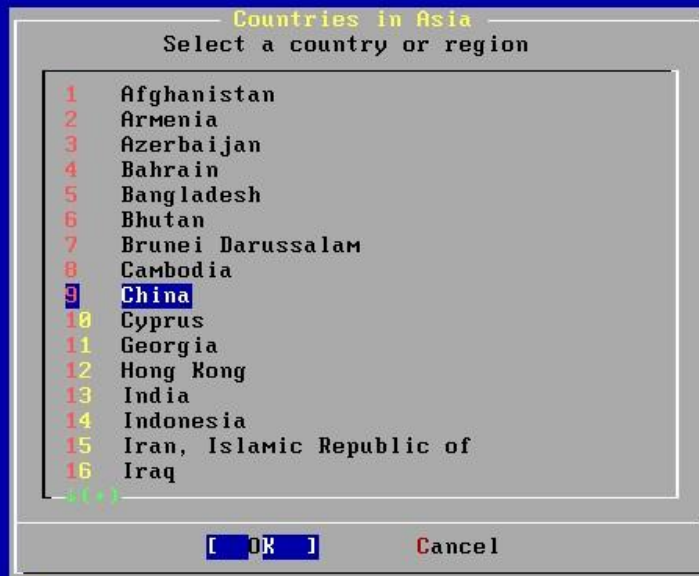 Countries in Asia
Select a country or region
1 Afghanistan
2 Armenia
3 Azerbaijan
4 Bahrain
5 Bangladesh
6 Bhutan
7 Brunei Darussalam
8 Cambodia
9 China
10 Cyprus
11 Georgia
12 Hong Kong
13 India
14 Indonesia
15 Iran, Islamic Republic of
16 Iraq
↓(+)
[ OK ] Cancel